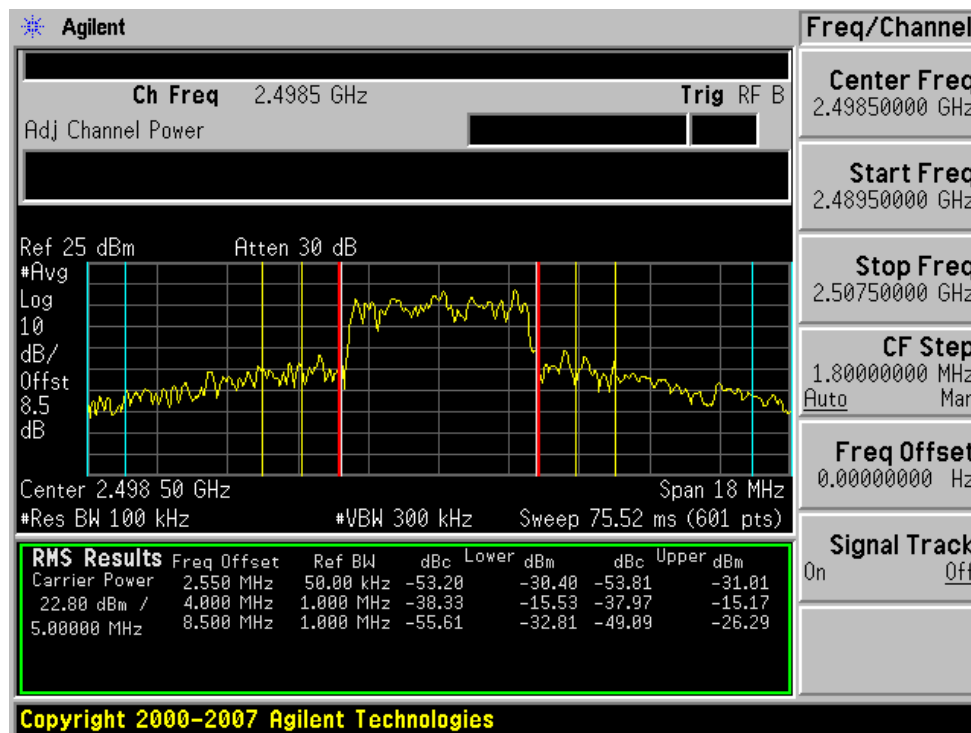 Agilent
Freq/Channel
Ch Freq 2.4985 GHz Trig RF B
Adj Channel Power
Center Freq
2.49850000 GHz
Start Freq
2.48950000 GHz
Stop Freq
2.50750000 GHz
CF Step
1.80000000 MHz
Auto Man
Freq Offset
0.00000000 Hz
Signal Track
On Off
Ref 25 dBm Atten 30 dB
#Avg
Log
10
dB/
Offst
8.5
dB
Center 2.498 50 GHz Span 18 MHz
#Res BW 100 kHz #VBW 300 kHz Sweep 75.52 ms (601 pts)
RMS Results Freq Offset Ref BW dBc Lower dBm dBc Upper dBm
Carrier Power 2.550 MHz 50.00 kHz -53.20 -30.40 -53.81 -31.01
22.80 dBm / 4.000 MHz 1.000 MHz -38.33 -15.53 -37.97 -15.17
5.00000 MHz 8.500 MHz 1.000 MHz -55.61 -32.81 -49.09 -26.29
Copyright 2000-2007 Agilent Technologies